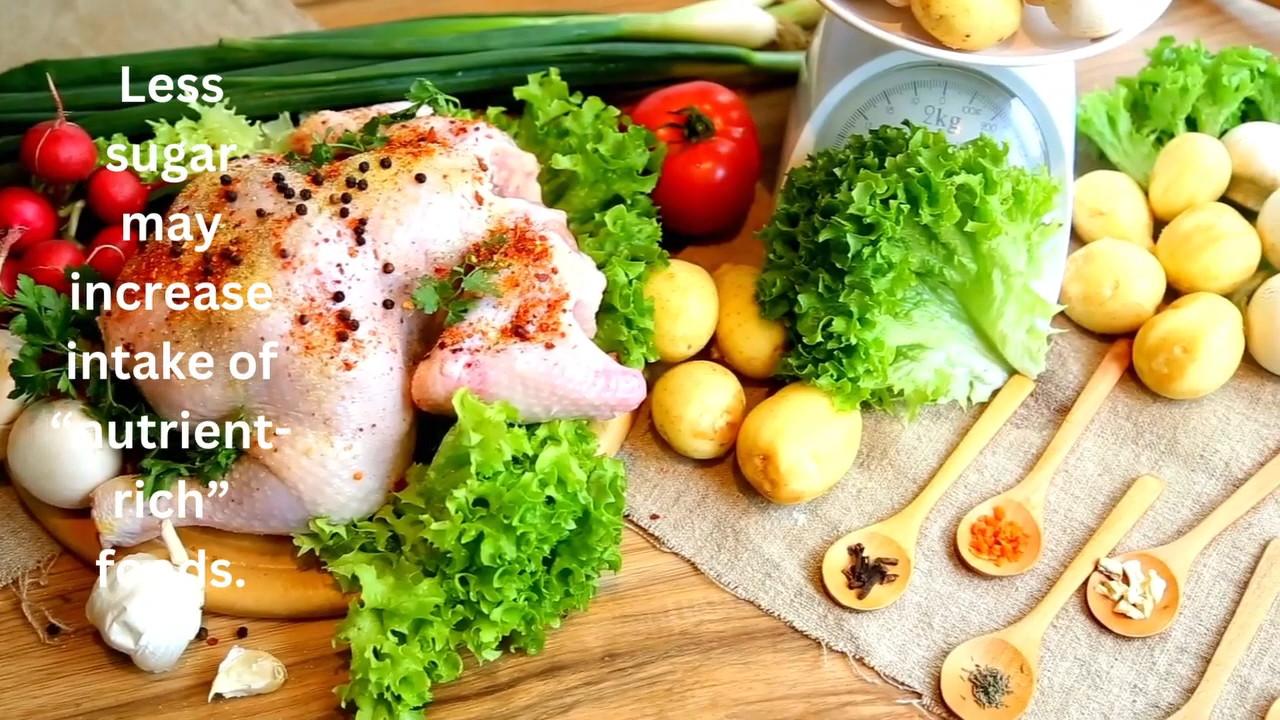 Less
sugar
may
increase
intake of
“nutrient-
rich”
foods.
2kg